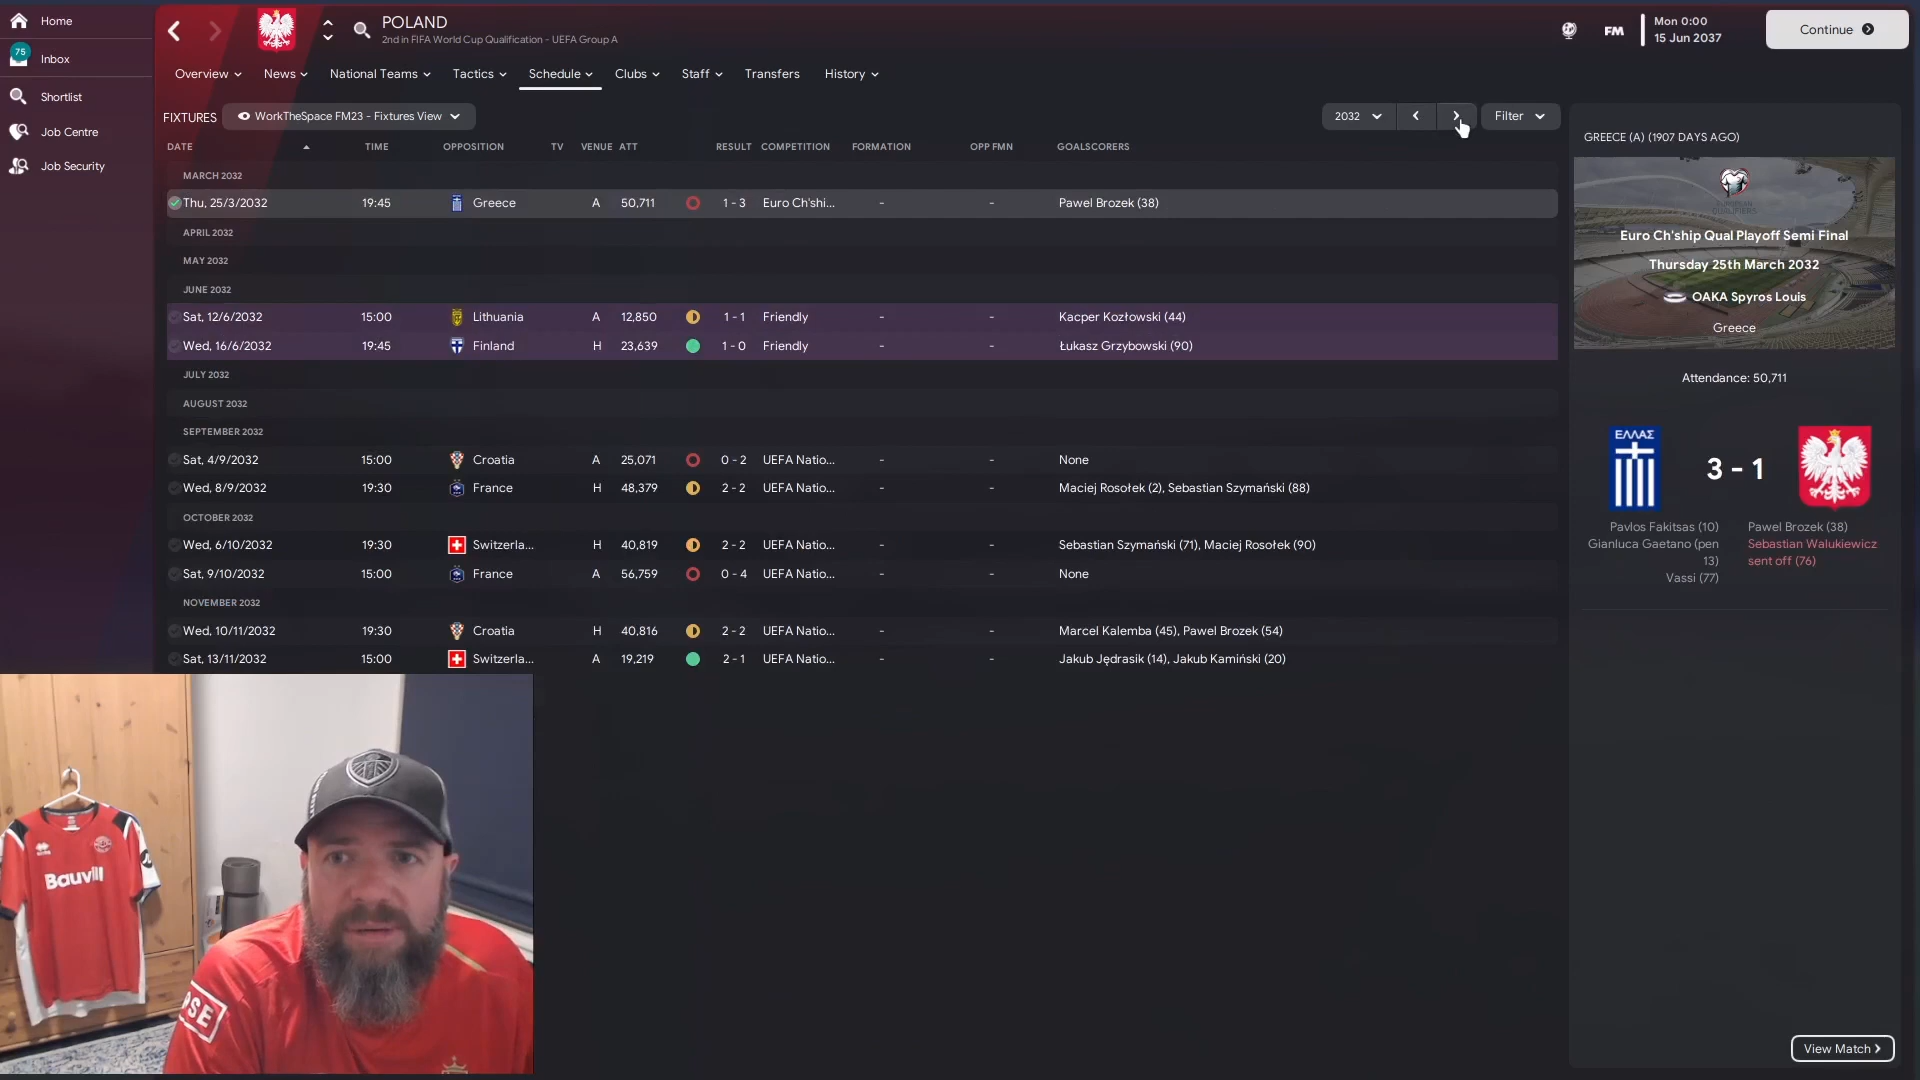 Home
75
Inbox
Shortlist
Job Centre
Job Security
POLAND
2nd in FIFA World Cup Qualification - UEFA Group A
FM
Mon 0:00
15 Jun 2037
Continue
Overview News National Teams Tactics Schedule Clubs Staff Transfers History
FIXTURES WorkTheSpace FM23 - Fixtures View 2032 Filter
DATE TIME OPPOSITION TV VENUE ATT RESULT COMPETITION FORMATION OPP FMN GOALSCORERS
MARCH 2032
Thu, 25/3/2032 19:45 Greece A 50,711 1 - 3 Euro Ch'shi... - - Pawel Brozek (38)
APRIL 2032
MAY 2032
JUNE 2032
Sat, 12/6/2032 15:00 Lithuania A 12,850 1 - 1 Friendly - - Kacper Kozłowski (44)
Wed, 16/6/2032 19:45 Finland H 23,639 1 - 0 Friendly - - Łukasz Grzybowski (90)
JULY 2032
AUGUST 2032
SEPTEMBER 2032
Sat, 4/9/2032 15:00 Croatia A 25,071 0 - 2 UEFA Natio... - - None
Wed, 8/9/2032 19:30 France H 48,379 2 - 2 UEFA Natio... - - Maciej Rosołek (2), Sebastian Szymański (88)
OCTOBER 2032
Wed, 6/10/2032 19:30 Switzerla... H 40,819 2 - 2 UEFA Natio... - - Sebastian Szymański (71), Maciej Rosołek (90)
Sat, 9/10/2032 15:00 France A 56,759 0 - 4 UEFA Natio... - - None
NOVEMBER 2032
Wed, 10/11/2032 19:30 Croatia H 40,816 2 - 2 UEFA Natio... - - Marcel Kalemba (45), Pawel Brozek (54)
Sat, 13/11/2032 15:00 Switzerla... A 19,219 2 - 1 UEFA Natio... - - Jakub Jędrasik (14), Jakub Kamiński (20)
GREECE (A) (1907 DAYS AGO)
EUROPEAN
QUALIFIERS
Euro Ch'ship Qual Playoff Semi Final
Thursday 25th March 2032
OAKA Spyros Louis
Greece
Attendance: 50,711
ΕΛΛΑΣ
3 - 1
Pavlos Fakitsas (10)
Gianluca Gaetano (pen
13)
Vassi (77)
Pawel Brozek (38)
Sebastian Walukiewicz
sent off (76)
View Match
Bauvill